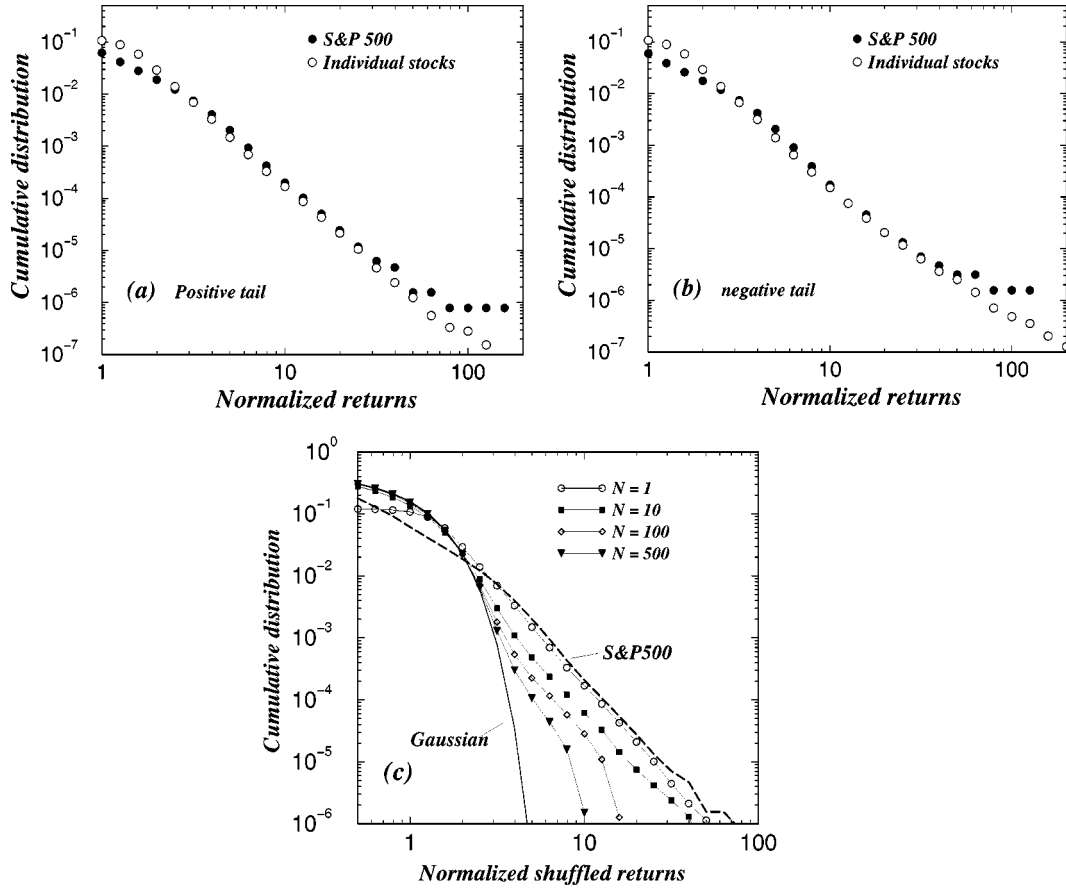 10⁻¹
10⁻²
10⁻³
10⁻⁴
10⁻⁵
10⁻⁶
10⁻⁷
Cumulative distribution
S&P 500
Individual stocks
(a) Positive tail
1 10 100
Normalized returns
10⁻¹
10⁻²
10⁻³
10⁻⁴
10⁻⁵
10⁻⁶
10⁻⁷
Cumulative distribution
S&P 500
Individual stocks
(b) negative tail
1 10 100
Normalized returns
10⁰
10⁻¹
10⁻²
10⁻³
10⁻⁴
10⁻⁵
10⁻⁶
Cumulative distribution
N = 1
N = 10
N = 100
N = 500
S&P500
Gaussian
(c)
1 10 100
Normalized shuffled returns